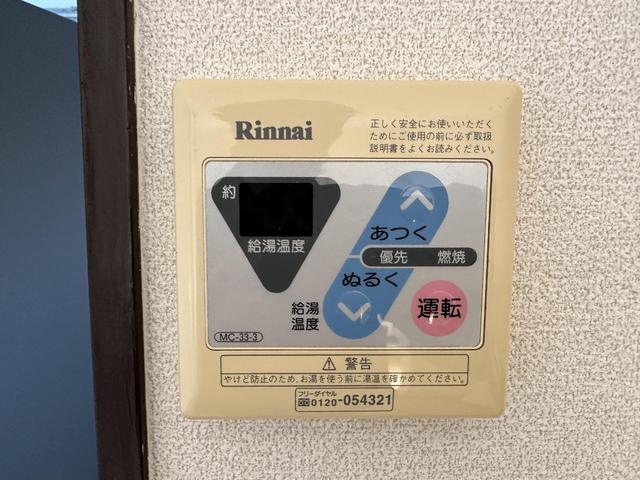 Rinnai
正しく安全にお使いいただく
ためにご使用の前に必ず取扱
説明書をよくお読みください。
約
給湯温度
あつく
優先 燃焼
ぬるく
給湯
温度
運転
MC-33-3
⚠ 警告
やけど防止のため、お湯を使う前に湯温を確かめてください。
フリーダイヤル
0120-054321